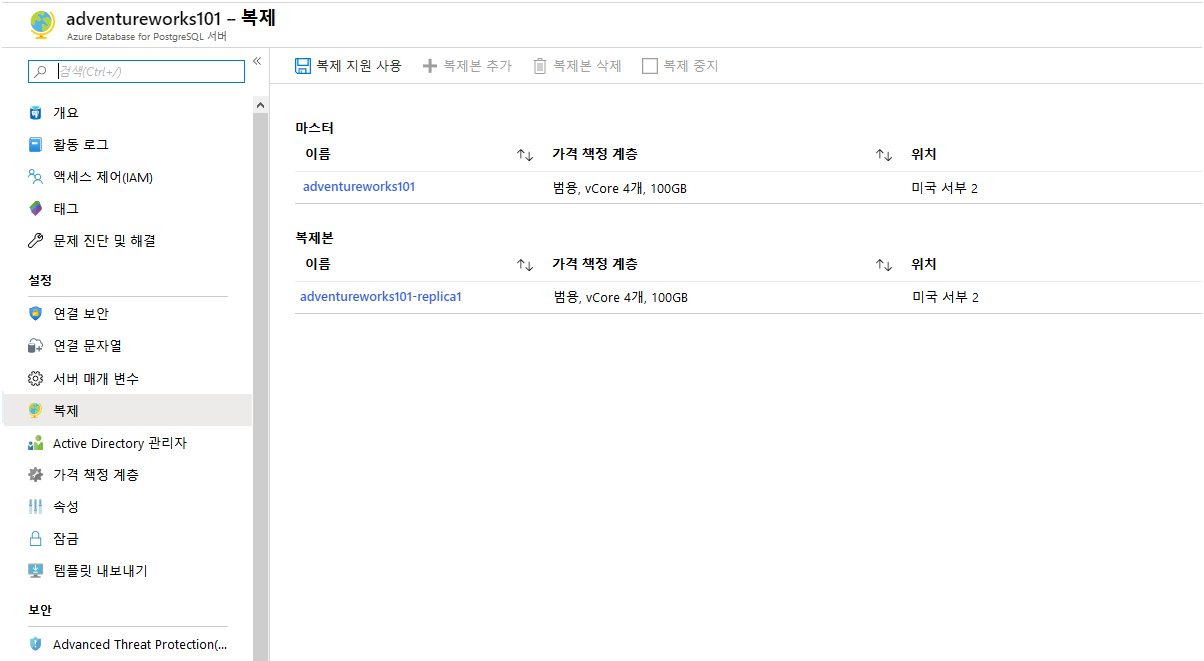 adventureworks101 – 복제
Azure Database for PostgreSQL 서버
검색(Ctrl+/)
«
개요
활동 로그
액세스 제어(IAM)
태그
문제 진단 및 해결
설정
연결 보안
연결 문자열
서버 매개 변수
복제
Active Directory 관리자
가격 책정 계층
속성
잠금
템플릿 내보내기
보안
Advanced Threat Protection(...
복제 지원 사용 복제본 추가 복제본 삭제 복제 중지
마스터
이름 ↑↓ 가격 책정 계층 ↑↓ 위치
adventureworks101 범용, vCore 4개, 100GB 미국 서부 2
복제본
이름 ↑↓ 가격 책정 계층 ↑↓ 위치
adventureworks101-replica1 범용, vCore 4개, 100GB 미국 서부 2